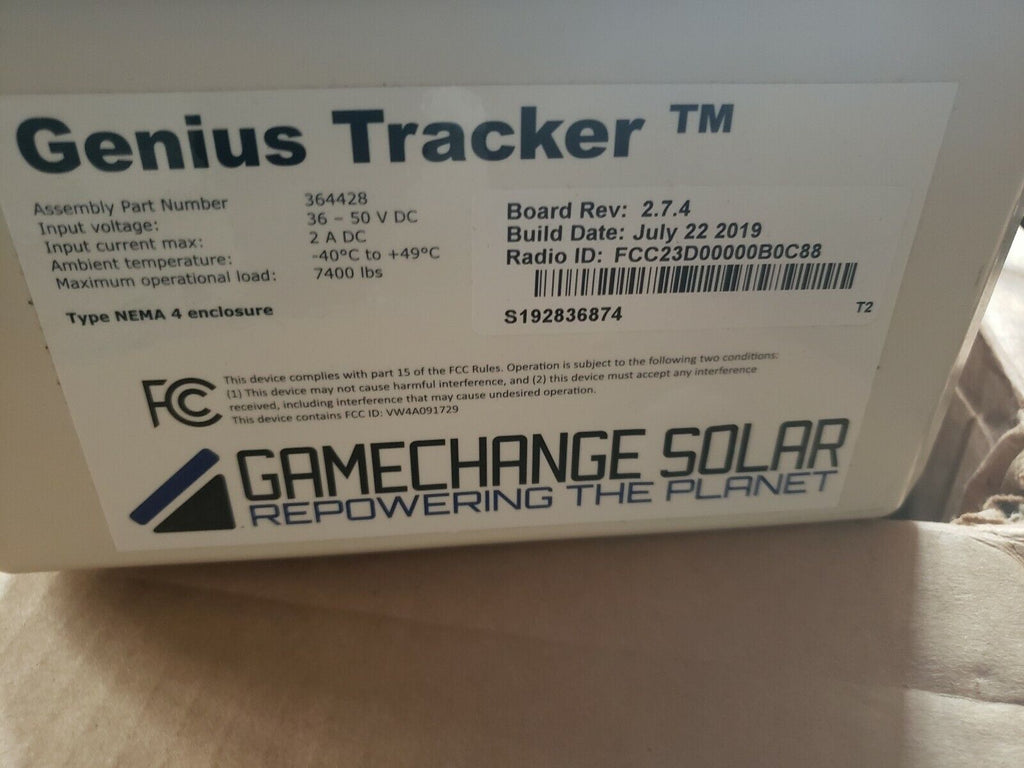 Genius Tracker ™
Assembly Part Number 364428
Input voltage: 36 – 50 V DC
Input current max: 2 A DC
Ambient temperature: -40°C to +49°C
Maximum operational load: 7400 lbs
Type NEMA 4 enclosure
Board Rev: 2.7.4
Build Date: July 22 2019
Radio ID: FCC23D00000B0C88
S192836874 T2
FC This device complies with part 15 of the FCC Rules. Operation is subject to the following two conditions:
(1) This device may not cause harmful interference, and (2) this device must accept any interference
received, including interference that may cause undesired operation.
This device contains FCC ID: VW4A091729
GAMECHANGE SOLAR
REPOWERING THE PLANET